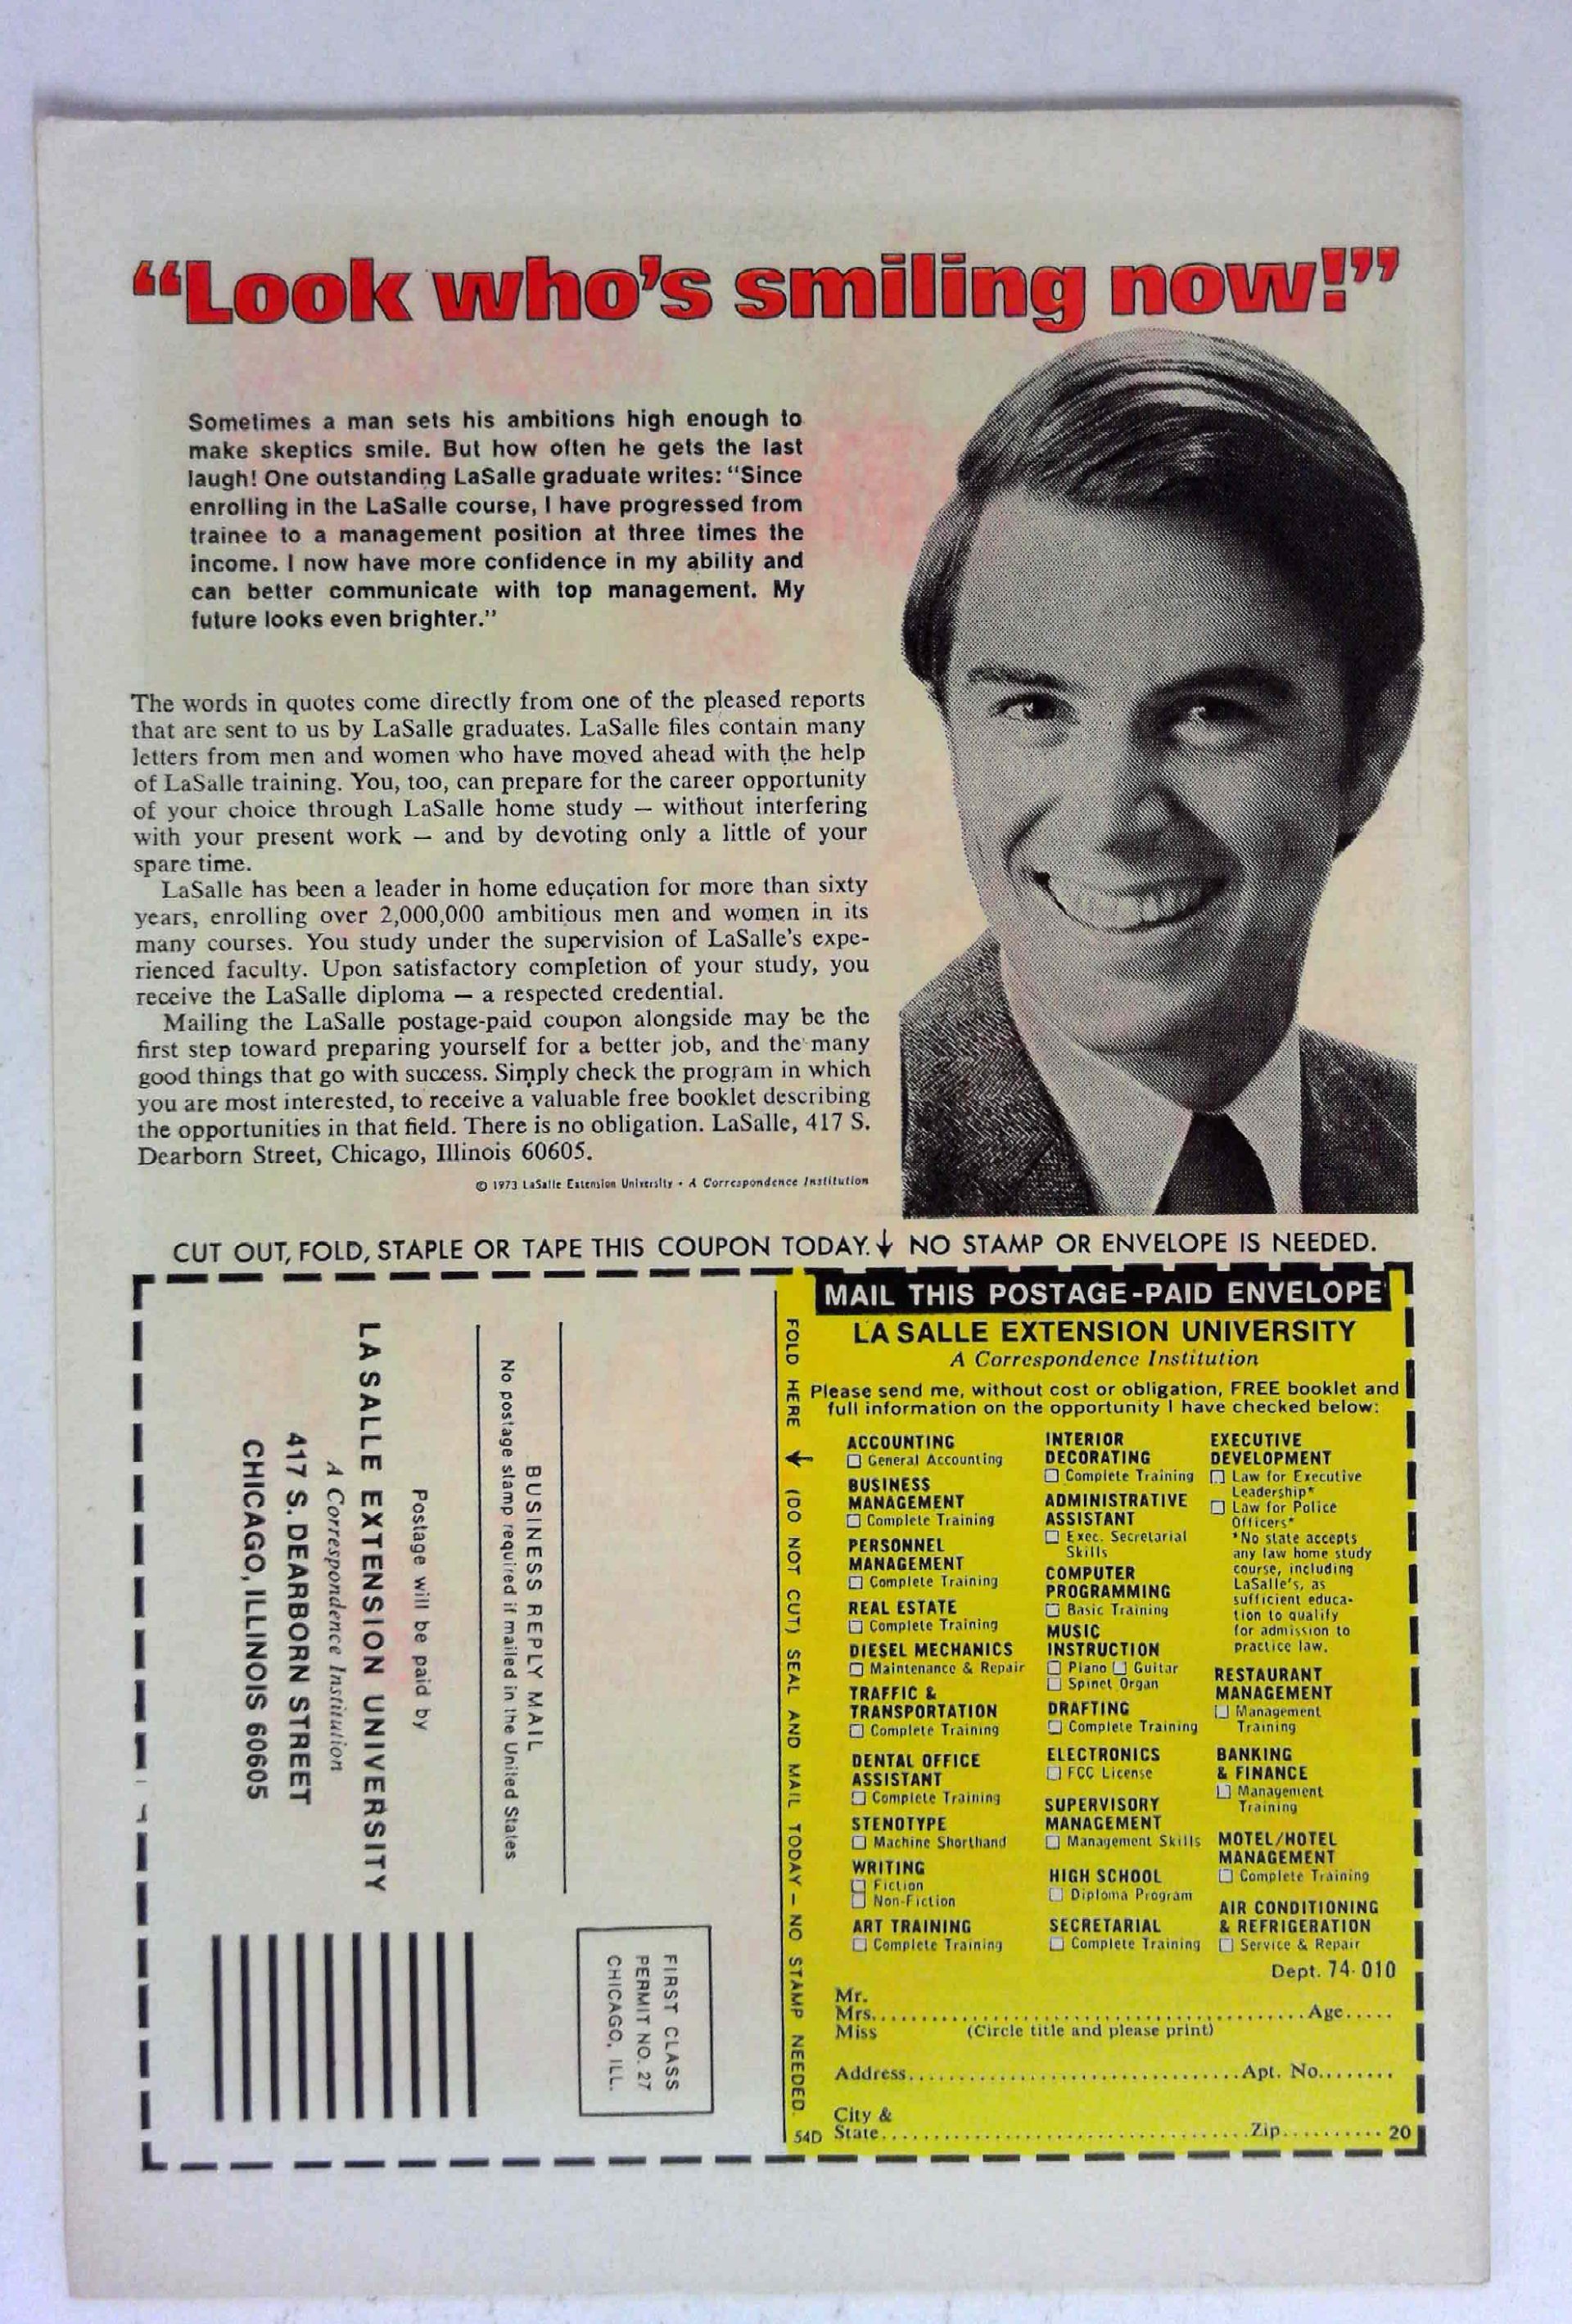 “Look who’s smiling now!”
Sometimes a man sets his ambitions high enough to
make skeptics smile. But how often he gets the last
laugh! One outstanding LaSalle graduate writes: “Since
enrolling in the LaSalle course, I have progressed from
trainee to a management position at three times the
income. I now have more confidence in my ability and
can better communicate with top management. My
future looks even brighter.”
The words in quotes come directly from one of the pleased reports
that are sent to us by LaSalle graduates. LaSalle files contain many
letters from men and women who have moved ahead with the help
of LaSalle training. You, too, can prepare for the career opportunity
of your choice through LaSalle home study — without interfering
with your present work — and by devoting only a little of your
spare time.
LaSalle has been a leader in home education for more than sixty
years, enrolling over 2,000,000 ambitious men and women in its
many courses. You study under the supervision of LaSalle's expe-
rienced faculty. Upon satisfactory completion of your study, you
receive the LaSalle diploma — a respected credential.
Mailing the LaSalle postage-paid coupon alongside may be the
first step toward preparing yourself for a better job, and the many
good things that go with success. Simply check the program in which
you are most interested, to receive a valuable free booklet describing
the opportunities in that field. There is no obligation. LaSalle, 417 S.
Dearborn Street, Chicago, Illinois 60605.
© 1973 LaSalle Extension University • A Correspondence Institution
CUT OUT, FOLD, STAPLE OR TAPE THIS COUPON TODAY. ↓ NO STAMP OR ENVELOPE IS NEEDED.
FIRST CLASS
PERMIT NO. 27
CHICAGO, ILL.
BUSINESS REPLY MAIL
No postage stamp required if mailed in the United States
Postage will be paid by
LA SALLE EXTENSION UNIVERSITY
A Correspondence Institution
417 S. DEARBORN STREET
CHICAGO, ILLINOIS 60605
FOLD HERE ↓ (DO NOT CUT) SEAL AND MAIL TODAY – NO STAMP NEEDED.
MAIL THIS POSTAGE-PAID ENVELOPE
LA SALLE EXTENSION UNIVERSITY
A Correspondence Institution
Please send me, without cost or obligation, FREE booklet and
full information on the opportunity I have checked below:
ACCOUNTING
☐ General Accounting
BUSINESS
MANAGEMENT
☐ Complete Training
PERSONNEL
MANAGEMENT
☐ Complete Training
REAL ESTATE
☐ Complete Training
DIESEL MECHANICS
☐ Maintenance & Repair
TRAFFIC &
TRANSPORTATION
☐ Complete Training
DENTAL OFFICE
ASSISTANT
☐ Complete Training
STENOTYPE
☐ Machine Shorthand
WRITING
☐ Fiction
☐ Non-Fiction
ART TRAINING
☐ Complete Training
INTERIOR
DECORATING
☐ Complete Training
ADMINISTRATIVE
ASSISTANT
☐ Exec. Secretarial
Skills
COMPUTER
PROGRAMMING
☐ Basic Training
MUSIC
INSTRUCTION
☐ Piano ☐ Guitar
☐ Spinet Organ
DRAFTING
☐ Complete Training
ELECTRONICS
☐ FCC License
SUPERVISORY
MANAGEMENT
☐ Management Skills
HIGH SCHOOL
☐ Diploma Program
SECRETARIAL
☐ Complete Training
EXECUTIVE
DEVELOPMENT
☐ Law for Executive
Leadership*
☐ Law for Police
Officers*
*No state accepts
any law home study
course, including
LaSalle's, as
sufficient educa-
tion to qualify
for admission to
practice law.
RESTAURANT
MANAGEMENT
☐ Management
Training
BANKING
& FINANCE
☐ Management
Training
MOTEL/HOTEL
MANAGEMENT
☐ Complete Training
AIR CONDITIONING
& REFRIGERATION
☐ Service & Repair
Dept. 74-010
Mr.
Mrs. Age
Miss (Circle title and please print)
Address Apt. No.
City &
54D State Zip 20